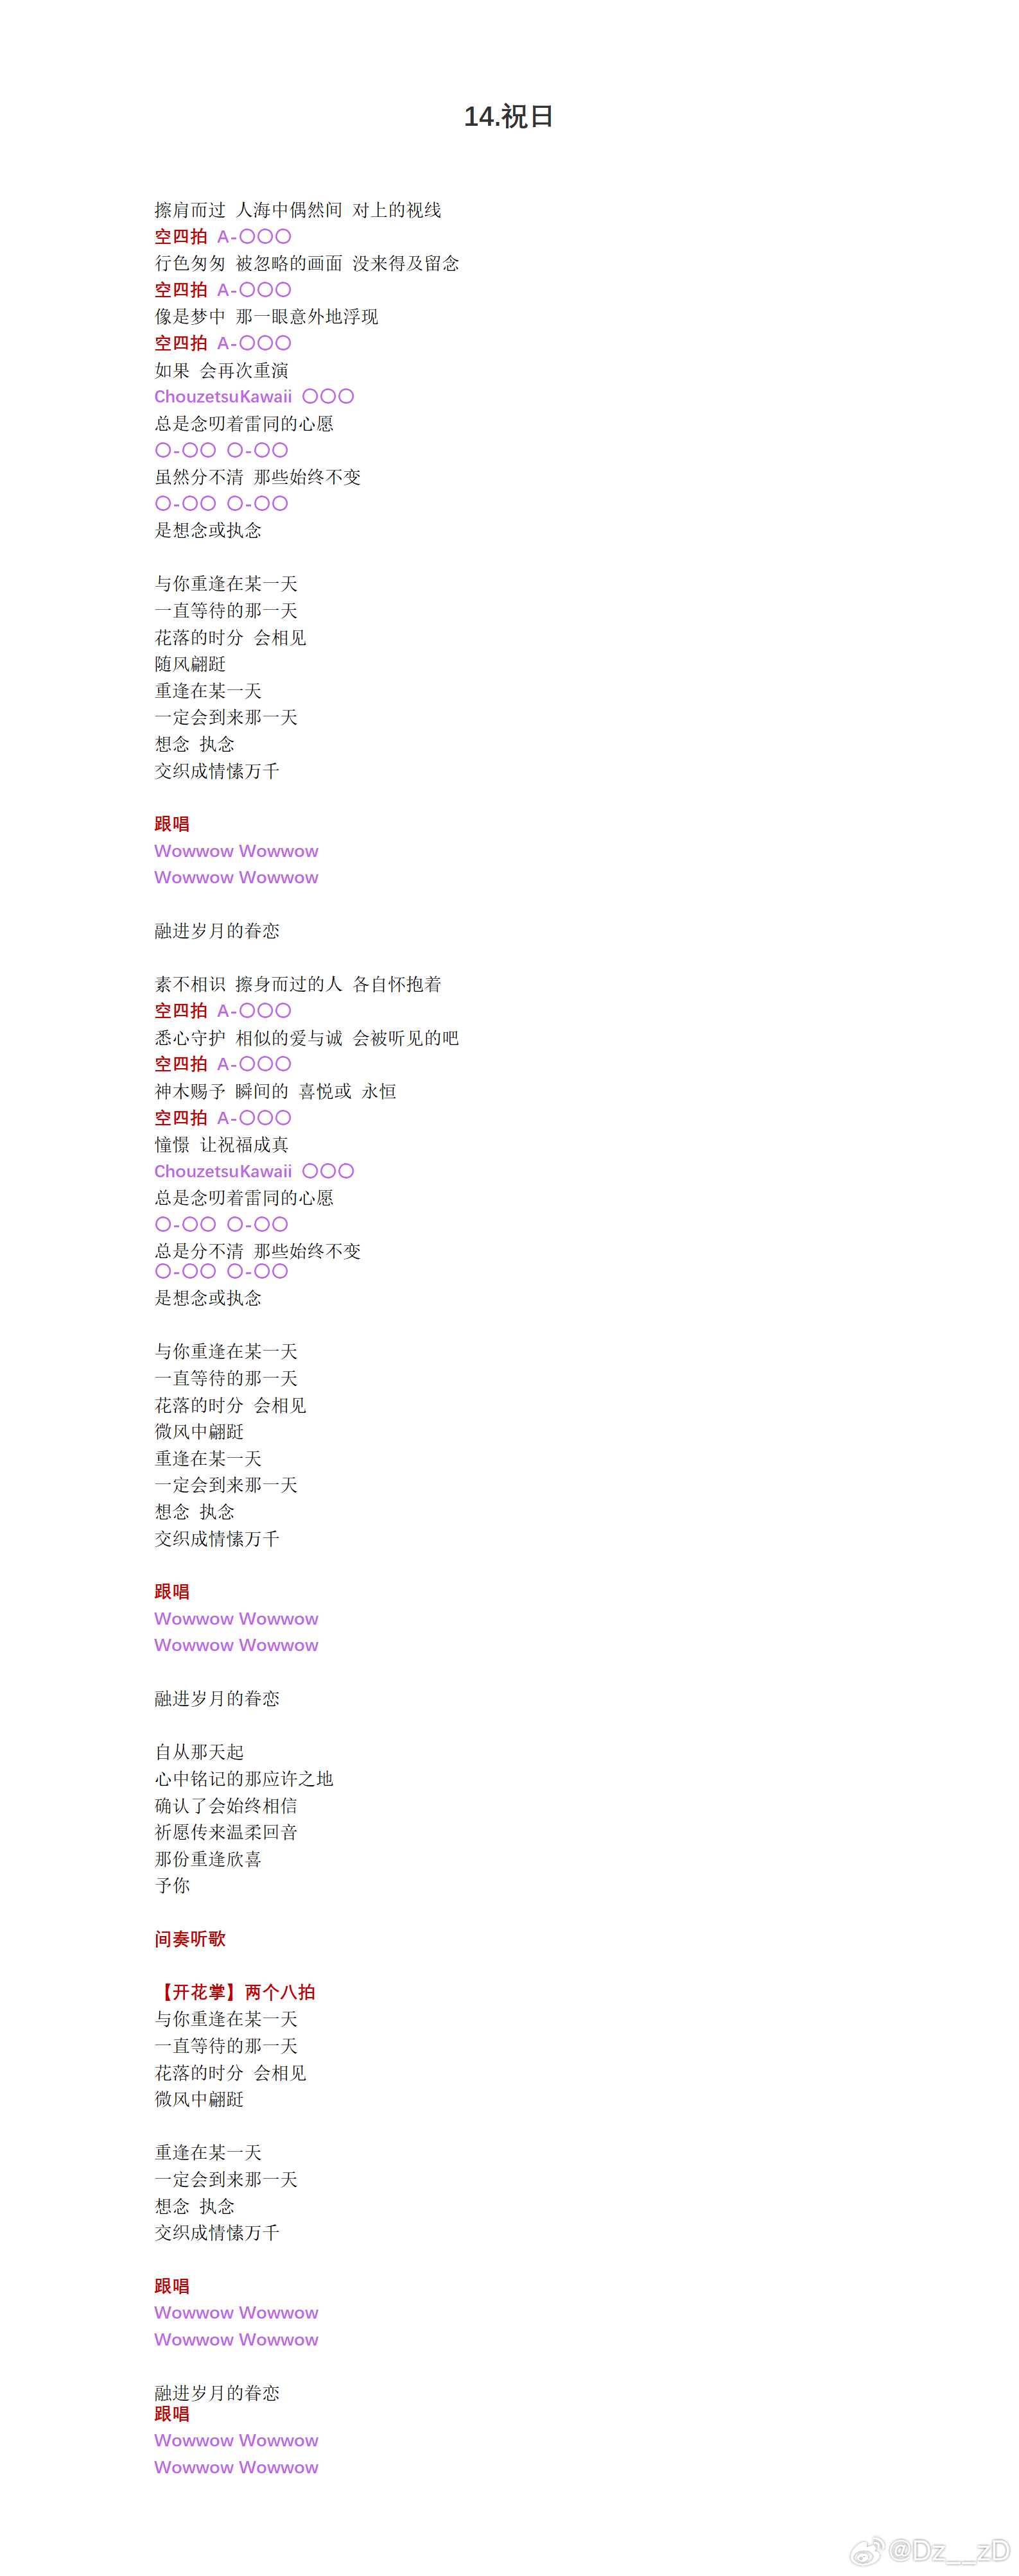 14.祝日
擦肩而过 人海中偶然间 对上的视线
空四拍 A-〇〇〇
行色匆匆 被忽略的画面 没来得及留念
空四拍 A-〇〇〇
像是梦中 那一眼意外地浮现
空四拍 A-〇〇〇
如果 会再次重演
ChouzetsuKawaii 〇〇〇
总是念叨着雷同的心愿
〇-〇〇 〇-〇〇
虽然分不清 那些始终不变
〇-〇〇 〇-〇〇
是想念或执念
与你重逢在某一天
一直等待的那一天
花落的时分 会相见
随风翩跹
重逢在某一天
一定会到来那一天
想念 执念
交织成情愫万千
跟唱
Wowwow Wowwow
Wowwow Wowwow
融进岁月的眷恋
素不相识 擦身而过的人 各自怀抱着
空四拍 A-〇〇〇
悉心守护 相似的爱与诚 会被听见的吧
空四拍 A-〇〇〇
神木赐予 瞬间的 喜悦或 永恒
空四拍 A-〇〇〇
憧憬 让祝福成真
ChouzetsuKawaii 〇〇〇
总是念叨着雷同的心愿
〇-〇〇 〇-〇〇
总是分不清 那些始终不变
〇-〇〇 〇-〇〇
是想念或执念
与你重逢在某一天
一直等待的那一天
花落的时分 会相见
微风中翩跹
重逢在某一天
一定会到来那一天
想念 执念
交织成情愫万千
跟唱
Wowwow Wowwow
Wowwow Wowwow
融进岁月的眷恋
自从那天起
心中铭记的那应许之地
确认了会始终相信
祈愿传来温柔回音
那份重逢欣喜
予你
间奏听歌
【开花掌】两个八拍
与你重逢在某一天
一直等待的那一天
花落的时分 会相见
微风中翩跹
重逢在某一天
一定会到来那一天
想念 执念
交织成情愫万千
跟唱
Wowwow Wowwow
Wowwow Wowwow
融进岁月的眷恋
跟唱
Wowwow Wowwow
Wowwow Wowwow
@Dz__zD